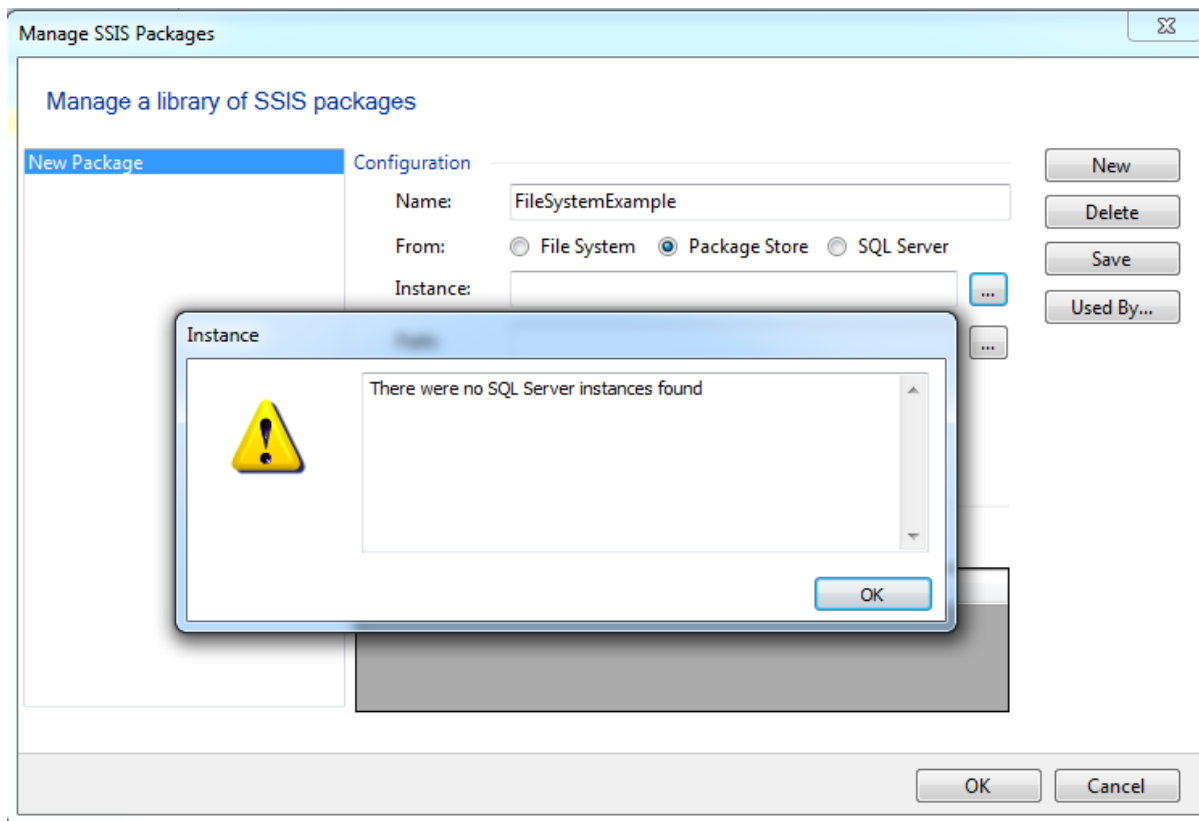 Manage SSIS Packages
Manage a library of SSIS packages
New Package
Configuration
Name: FileSystemExample
From: File System Package Store SQL Server
Instance: ...
...
New
Delete
Save
Used By...
Instance
There were no SQL Server instances found
OK
OK Cancel